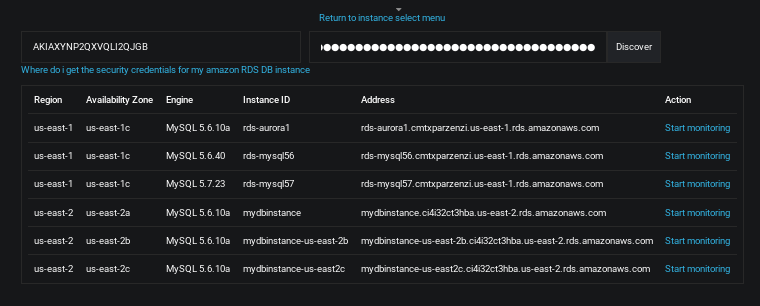 Return to instance select menu
AKIAXYNP2QXVQLI2QJGB
Discover
Where do i get the security credentials for my amazon RDS DB instance
Region Availability Zone Engine Instance ID Address Action
us-east-1 us-east-1c MySQL 5.6.10a rds-aurora1 rds-aurora1.cmtxparzenzi.us-east-1.rds.amazonaws.com Start monitoring
us-east-1 us-east-1c MySQL 5.6.40 rds-mysql56 rds-mysql56.cmtxparzenzi.us-east-1.rds.amazonaws.com Start monitoring
us-east-1 us-east-1c MySQL 5.7.23 rds-mysql57 rds-mysql57.cmtxparzenzi.us-east-1.rds.amazonaws.com Start monitoring
us-east-2 us-east-2a MySQL 5.6.10a mydbinstance mydbinstance.ci4i32ct3hba.us-east-2.rds.amazonaws.com Start monitoring
us-east-2 us-east-2b MySQL 5.6.10a mydbinstance-us-east-2b mydbinstance-us-east-2b.ci4i32ct3hba.us-east-2.rds.amazonaws.com Start monitoring
us-east-2 us-east-2c MySQL 5.6.10a mydbinstance-us-east2c mydbinstance-us-east2c.ci4i32ct3hba.us-east-2.rds.amazonaws.com Start monitoring